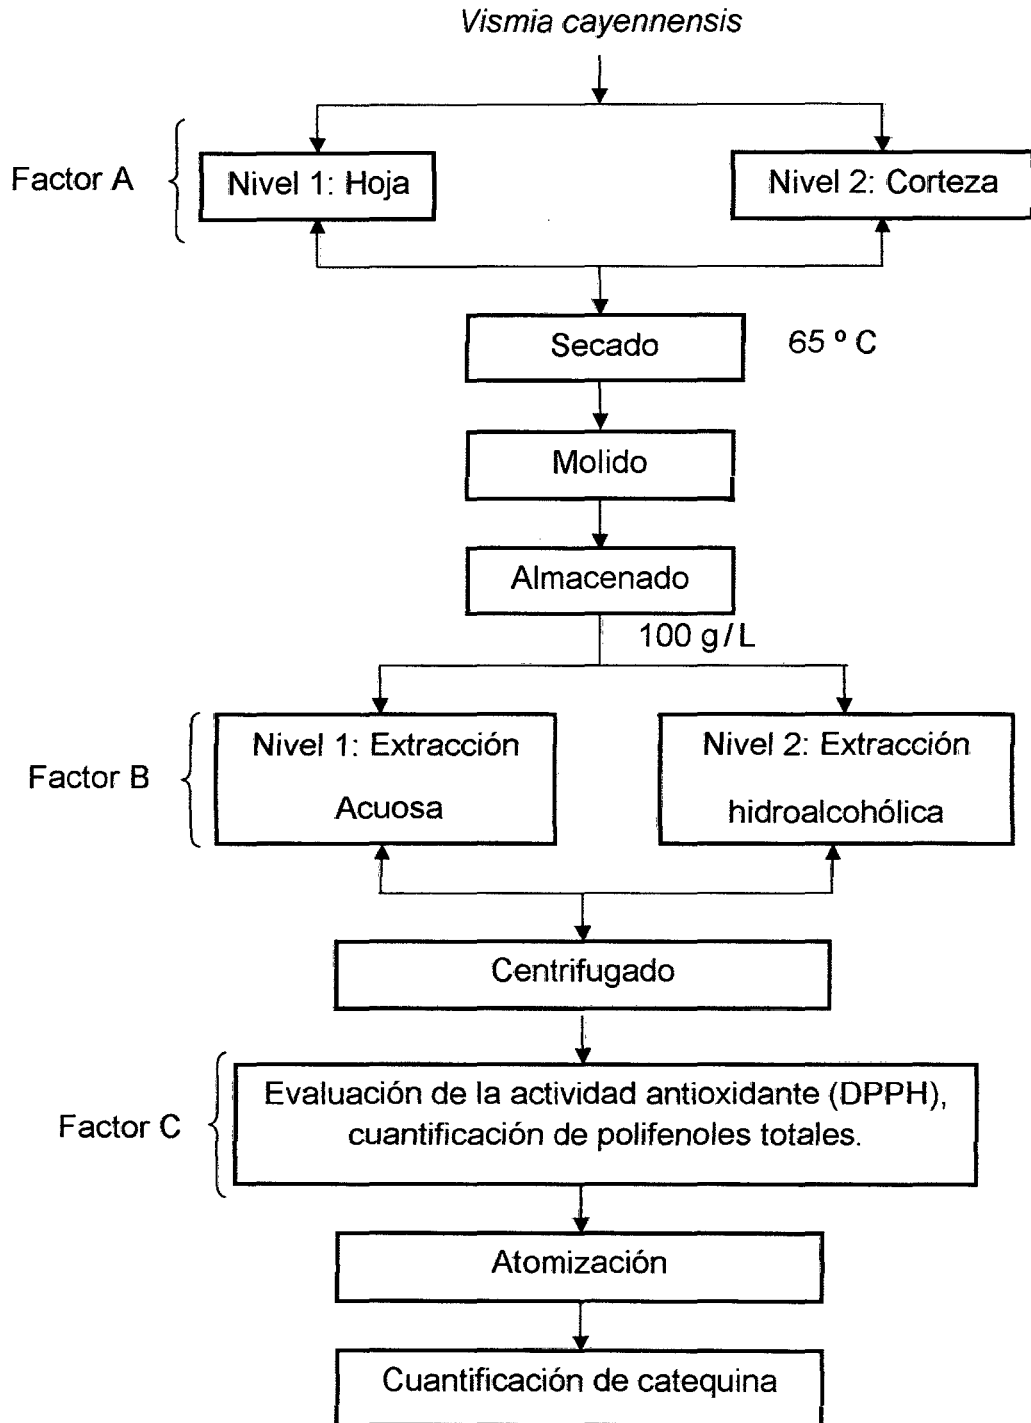 Vismia cayennensis
Factor A
Nivel 1: Hoja
Nivel 2: Corteza
Secado
65 º C
Molido
Almacenado
100 g/L
Factor B
Nivel 1: Extracción
Acuosa
Nivel 2: Extracción
hidroalcohólica
Centrifugado
Factor C
Evaluación de la actividad antioxidante (DPPH),
cuantificación de polifenoles totales.
Atomización
Cuantificación de catequina